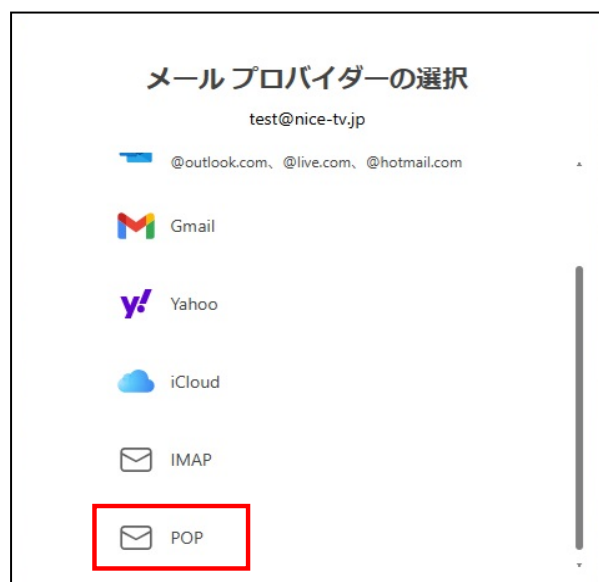 メール プロバイダーの選択
test@nice-tv.jp
@outlook.com、@live.com、@hotmail.com
Gmail
Yahoo
iCloud
IMAP
POP